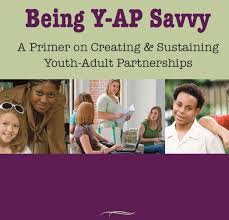 Being Y-AP Savvy
A Primer on Creating & Sustaining
Youth-Adult Partnerships